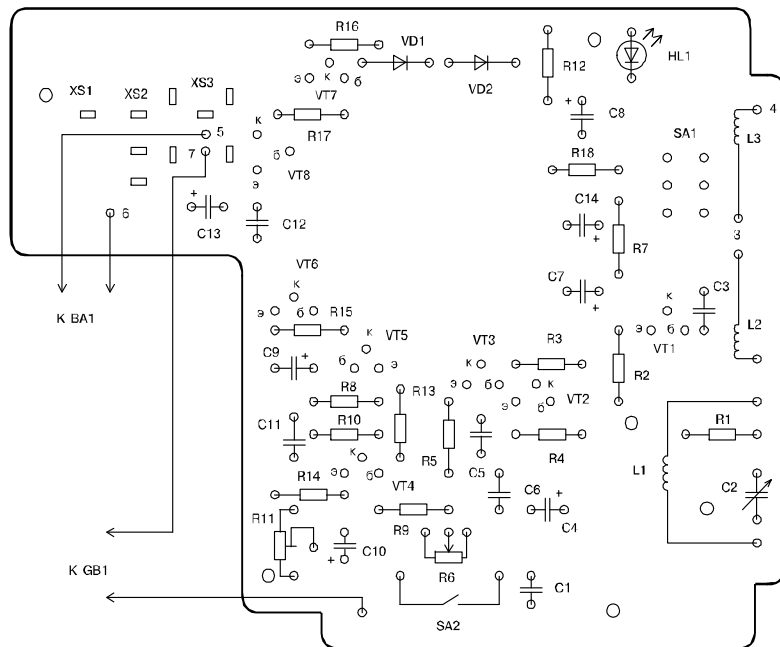 R16
VD1
VD2
R12
HL1
э к б
VT7
XS1
XS2
XS3
+
C8
4
5
к
R17
SA1
L3
7
б
VT8
э
R18
+
C13
C12
6
C14
+
R7
3
VT6
к
э б
R15
C7
+
C3
к
э б
VT1
L2
К BA1
C9
+
к
VT5
б э
VT3
к
э б
R3
R2
R8
R13
к
э б
VT2
C11
R10
R5
C5
R4
R1
L1
к
э б
VT4
R14
C6
C2
R11
R9
+
C4
C10
+
R6
К GB1
C1
SA2